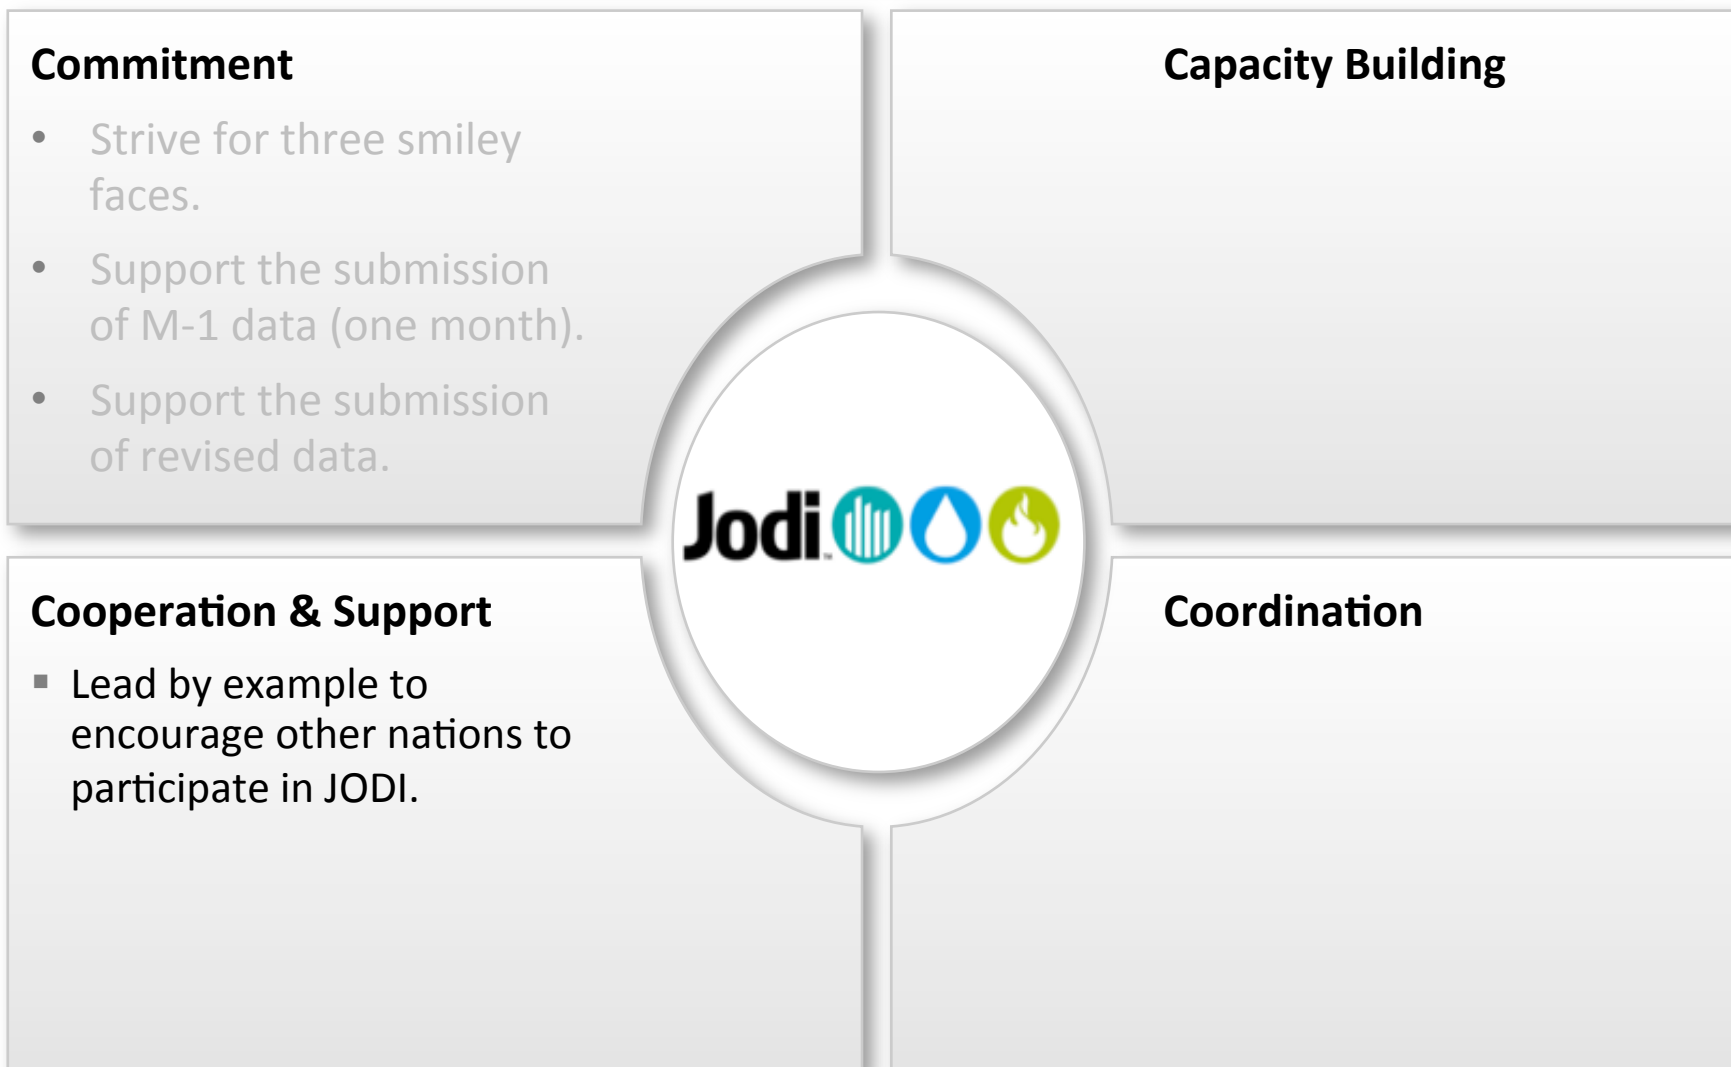 Commitment
• Strive for three smiley
faces.
• Support the submission
of M-1 data (one month).
• Support the submission
of revised data.
Capacity Building
Jodi™
Cooperation & Support
▪ Lead by example to
encourage other nations to
participate in JODI.
Coordination